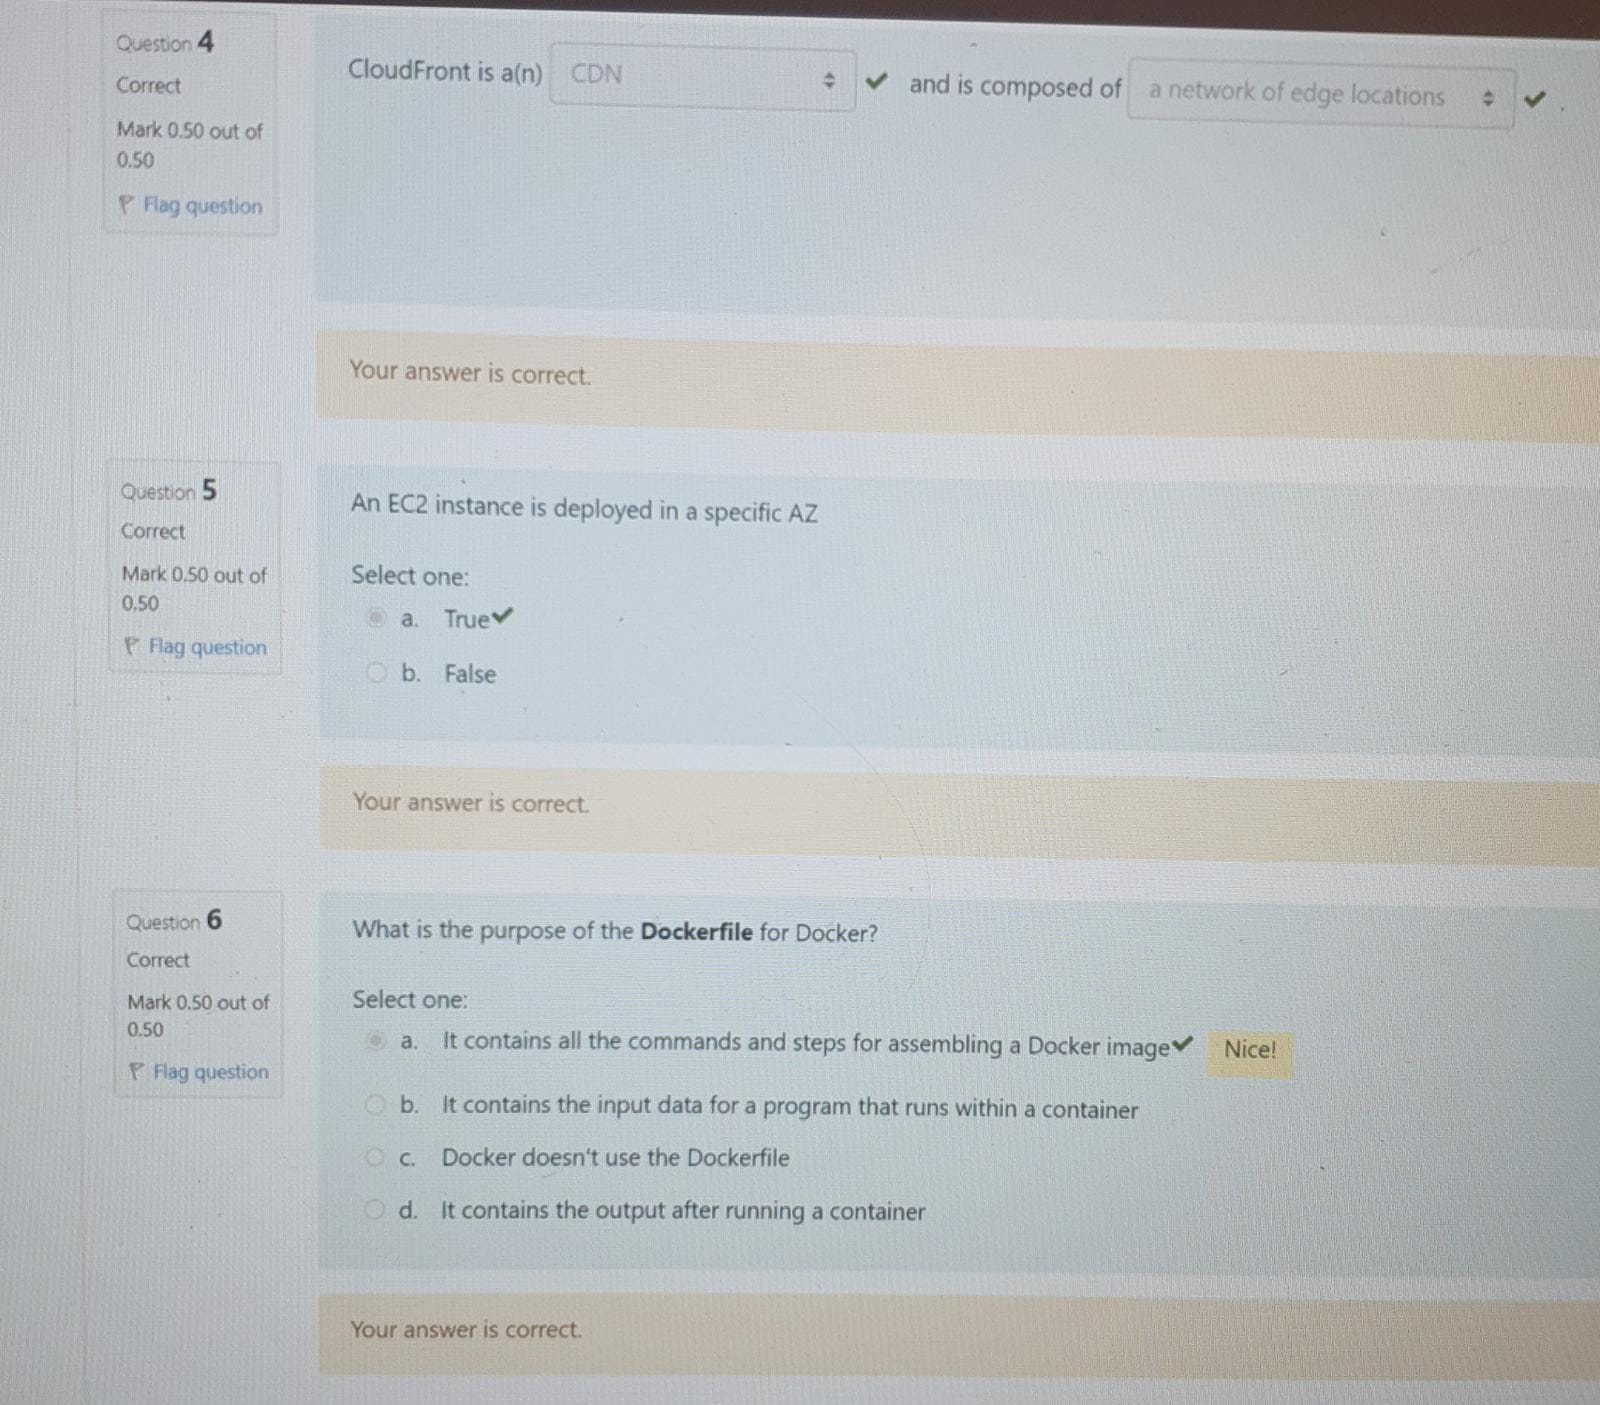 Question 4
Correct
Mark 0.50 out of
0.50
Flag question
CloudFront is a(n) CDN and is composed of a network of edge locations .
Your answer is correct.
Question 5
Correct
Mark 0.50 out of
0.50
Flag question
An EC2 instance is deployed in a specific AZ
Select one:
a. True
b. False
Your answer is correct.
Question 6
Correct
Mark 0.50 out of
0.50
Flag question
What is the purpose of the Dockerfile for Docker?
Select one:
a. It contains all the commands and steps for assembling a Docker image Nice!
b. It contains the input data for a program that runs within a container
c. Docker doesn't use the Dockerfile
d. It contains the output after running a container
Your answer is correct.